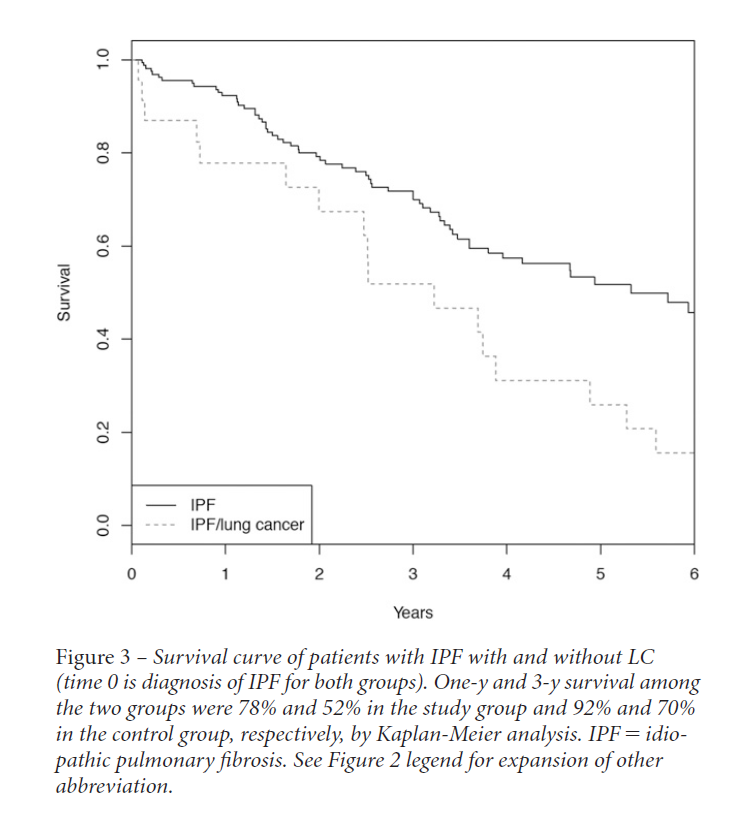 1.0
0.8
0.6
0.4
0.2
0.0
Survival
IPF
IPF/lung cancer
0 1 2 3 4 5 6
Years
Figure 3 – Survival curve of patients with IPF with and without LC
(time 0 is diagnosis of IPF for both groups). One-y and 3-y survival among
the two groups were 78% and 52% in the study group and 92% and 70%
in the control group, respectively, by Kaplan-Meier analysis. IPF = idio-
pathic pulmonary fibrosis. See Figure 2 legend for expansion of other
abbreviation.